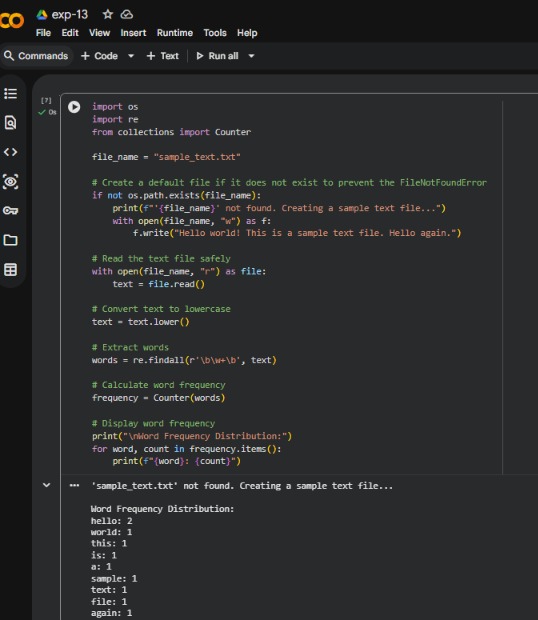 CO
exp-13
File Edit View Insert Runtime Tools Help
Commands + Code + Text Run all
[7]
0s
import os
import re
from collections import Counter
file_name = "sample_text.txt"
# Create a default file if it does not exist to prevent the FileNotFoundError
if not os.path.exists(file_name):
print(f"'{file_name}' not found. Creating a sample text file...")
with open(file_name, "w") as f:
f.write("Hello world! This is a sample text file. Hello again.")
# Read the text file safely
with open(file_name, "r") as file:
text = file.read()
# Convert text to lowercase
text = text.lower()
# Extract words
words = re.findall(r'\b\w+\b', text)
# Calculate word frequency
frequency = Counter(words)
# Display word frequency
print("\nWord Frequency Distribution:")
for word, count in frequency.items():
print(f"{word}: {count}")
'sample_text.txt' not found. Creating a sample text file...
Word Frequency Distribution:
hello: 2
world: 1
this: 1
is: 1
a: 1
sample: 1
text: 1
file: 1
again: 1